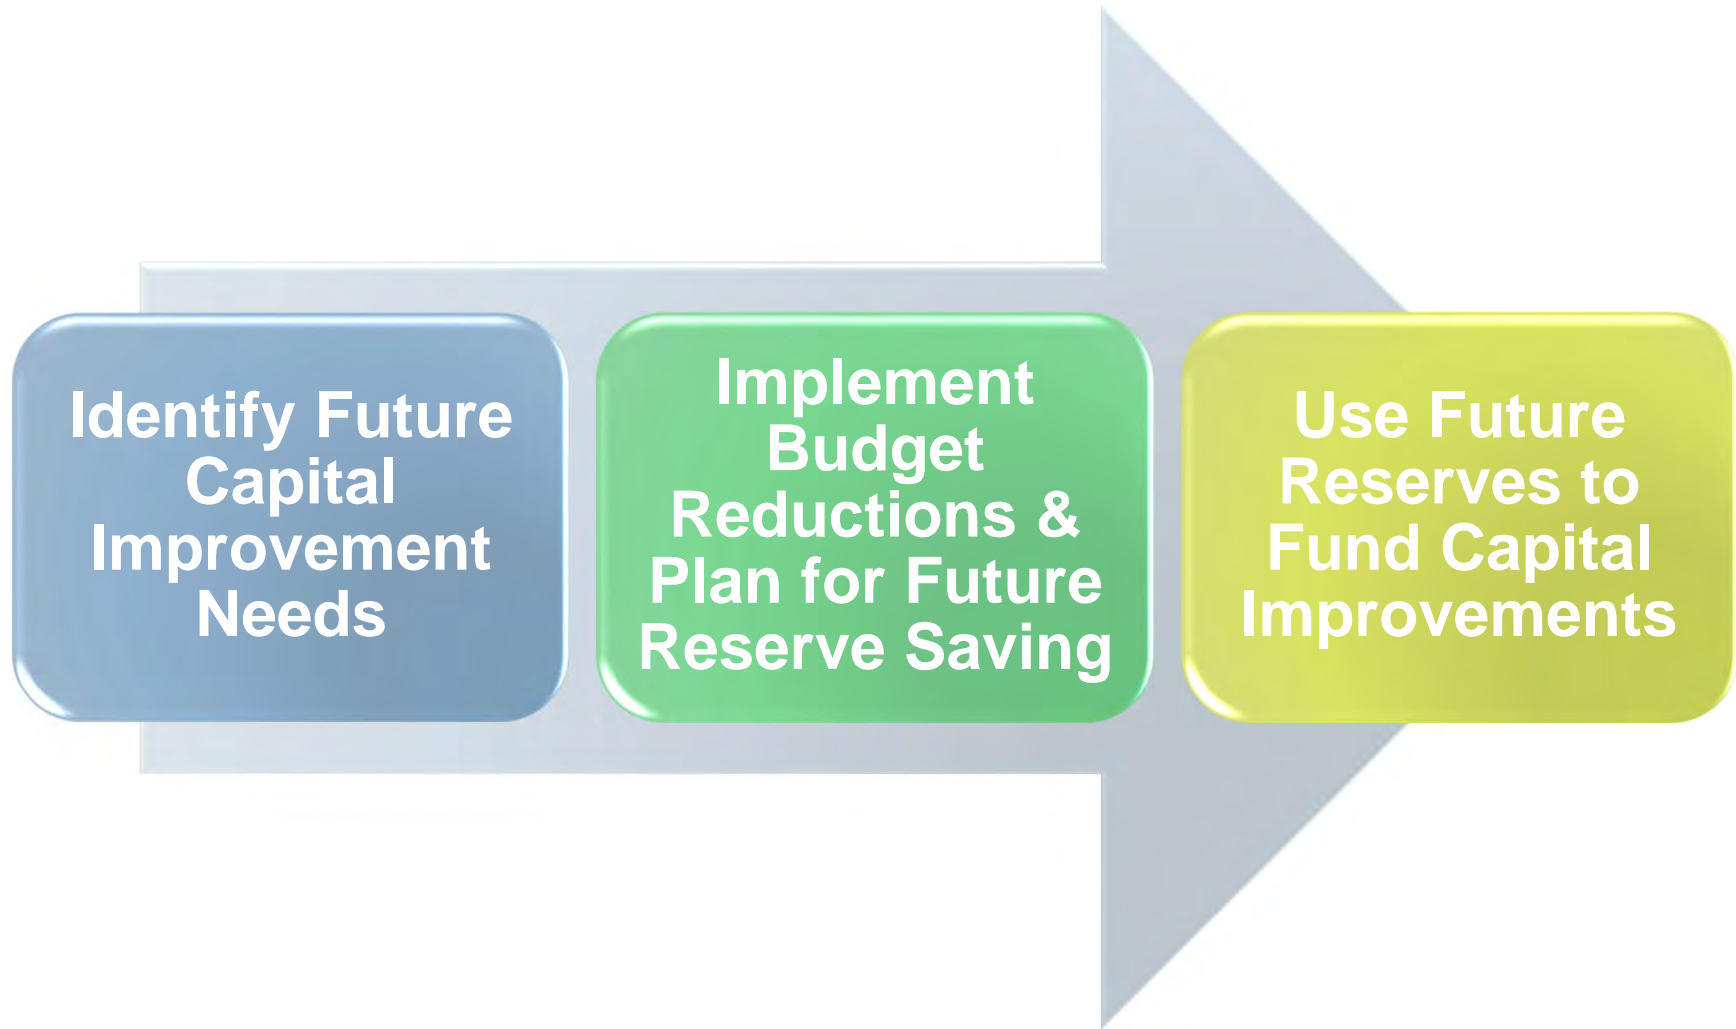 Identify Future
Capital
Improvement
Needs
Implement
Budget
Reductions &
Plan for Future
Reserve Saving
Use Future
Reserves to
Fund Capital
Improvements